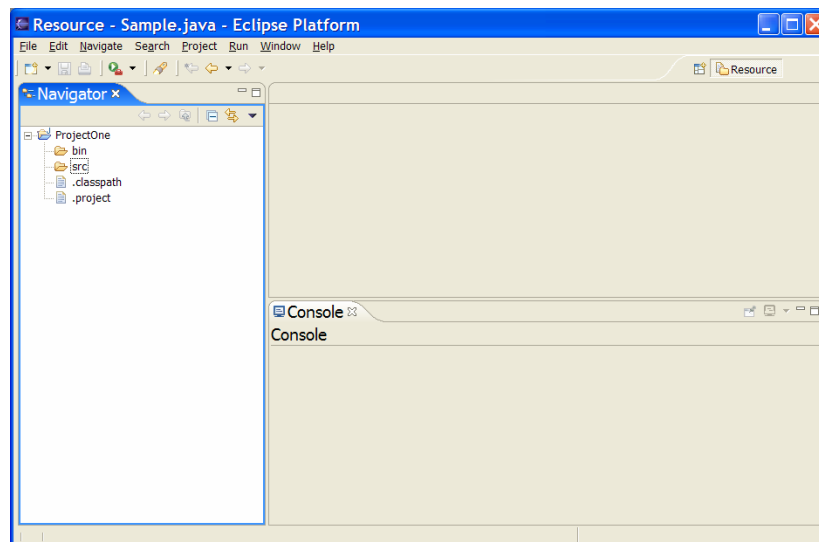 Resource - Sample.java - Eclipse Platform
File Edit Navigate Search Project Run Window Help
Resource
Navigator
ProjectOne
bin
src
.classpath
.project
Console
Console